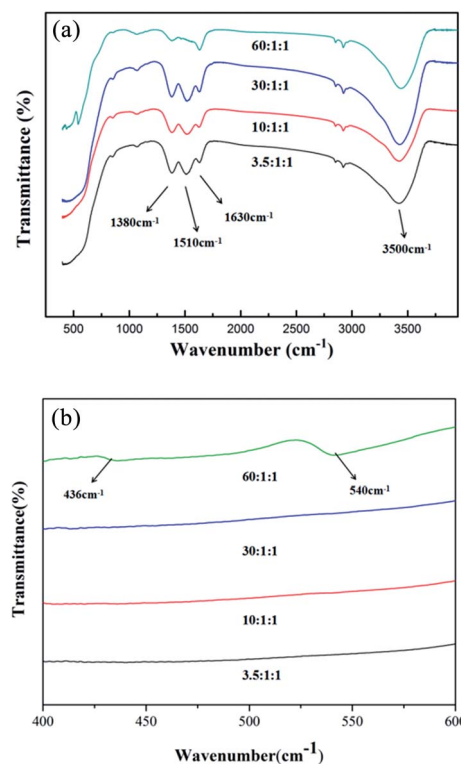 (a)
60:1:1
30:1:1
10:1:1
3.5:1:1
1380cm-1
1510cm-1
1630cm-1
3500cm-1
Transmittance (%)
500 1000 1500 2000 2500 3000 3500
Wavenumber (cm-1)
(b)
436cm-1
540cm-1
60:1:1
30:1:1
10:1:1
3.5:1:1
Transmittance(%)
400 450 500 550 600
Wavenumber(cm-1)